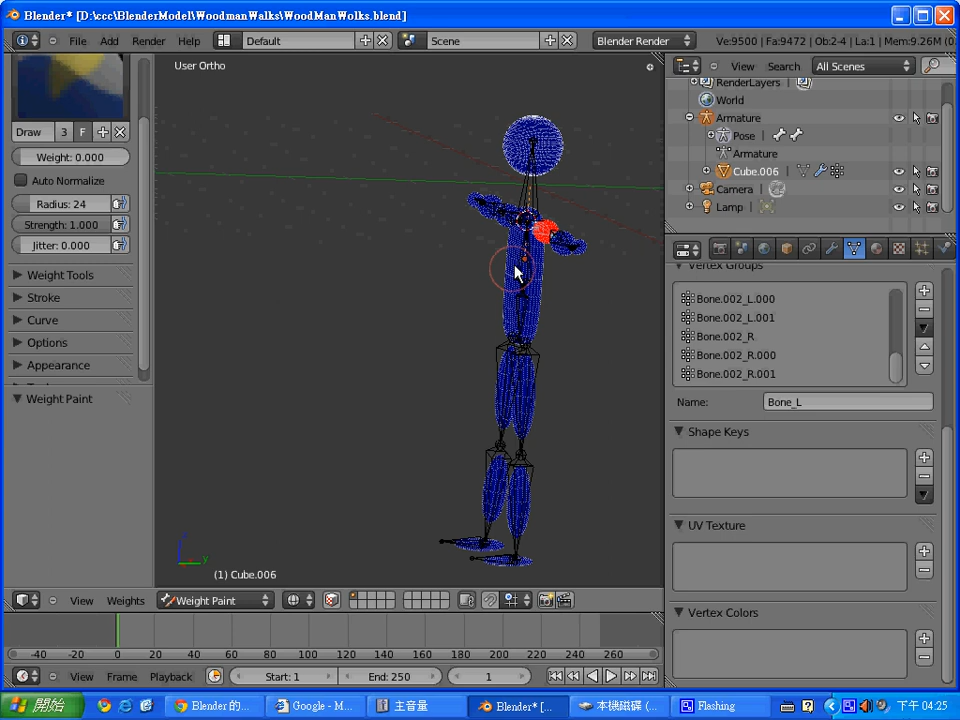 Blender* [D:\ccc\BlenderModel\WoodmanWalks\WoodManWolks.blend]
File Add Render Help Default Scene Blender Render Ve:9500 | Fa:9472 | Ob:2-4 | La:1 | Mem:9.26M
User Ortho
View Search All Scenes
RenderLayers
World
Armature
Pose
Armature
Cube.006
Camera
Lamp
Draw 3 F
Weight: 0.000
Auto Normalize
Radius: 24
Strength: 1.000
Jitter: 0.000
Weight Tools
Stroke
Curve
Options
Appearance
Weight Paint
Vertex Groups
Bone.002_L.000
Bone.002_L.001
Bone.002_R
Bone.002_R.000
Bone.002_R.001
Name: Bone_L
Shape Keys
UV Texture
Vertex Colors
z
y
(1) Cube.006
View Weights Weight Paint
-40 -20 0 20 40 60 80 100 120 140 160 180 200 220 240 260
View Frame Playback Start: 1 End: 250 1
開始 Blender 的... Google - M... 主音量 Blender* [... 本機磁碟 (... Flashing 下午 04:25